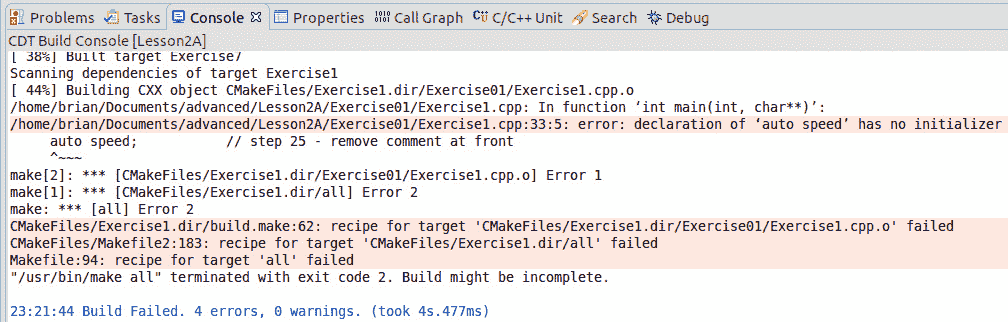 Problems Tasks Console Properties Call Graph C/C++ Unit Search Debug
CDT Build Console [Lesson2A]
[ 38%] Built target Exercise7
Scanning dependencies of target Exercise1
[ 44%] Building CXX object CMakeFiles/Exercise1.dir/Exercise01/Exercise1.cpp.o
/home/brian/Documents/advanced/Lesson2A/Exercise01/Exercise1.cpp: In function ‘int main(int, char**)’:
/home/brian/Documents/advanced/Lesson2A/Exercise01/Exercise1.cpp:33:5: error: declaration of ‘auto speed’ has no initializer
     auto speed;           // step 25 - remove comment at front
     ^~~~
make[2]: *** [CMakeFiles/Exercise1.dir/Exercise01/Exercise1.cpp.o] Error 1
make[1]: *** [CMakeFiles/Exercise1.dir/all] Error 2
make: *** [all] Error 2
CMakeFiles/Exercise1.dir/build.make:62: recipe for target 'CMakeFiles/Exercise1.dir/Exercise01/Exercise1.cpp.o' failed
CMakeFiles/Makefile2:183: recipe for target 'CMakeFiles/Exercise1.dir/all' failed
Makefile:94: recipe for target 'all' failed
"/usr/bin/make all" terminated with exit code 2. Build might be incomplete.
23:21:44 Build Failed. 4 errors, 0 warnings. (took 4s.477ms)